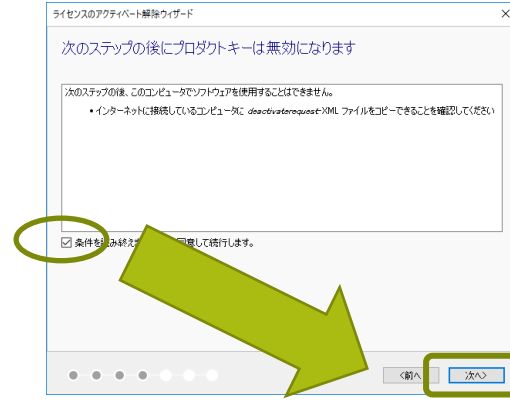 ライセンスのアクティベート解除ウィザード
次のステップの後にプロダクトキーは無効になります
次のステップの後、このコンピュータでソフトウェアを使用することはできません。
•インターネットに接続しているコンピュータに deactivaterequest-XML ファイルをコピーできることを確認してください
条件を読み終え 同意して続行します。
<前へ
次へ>